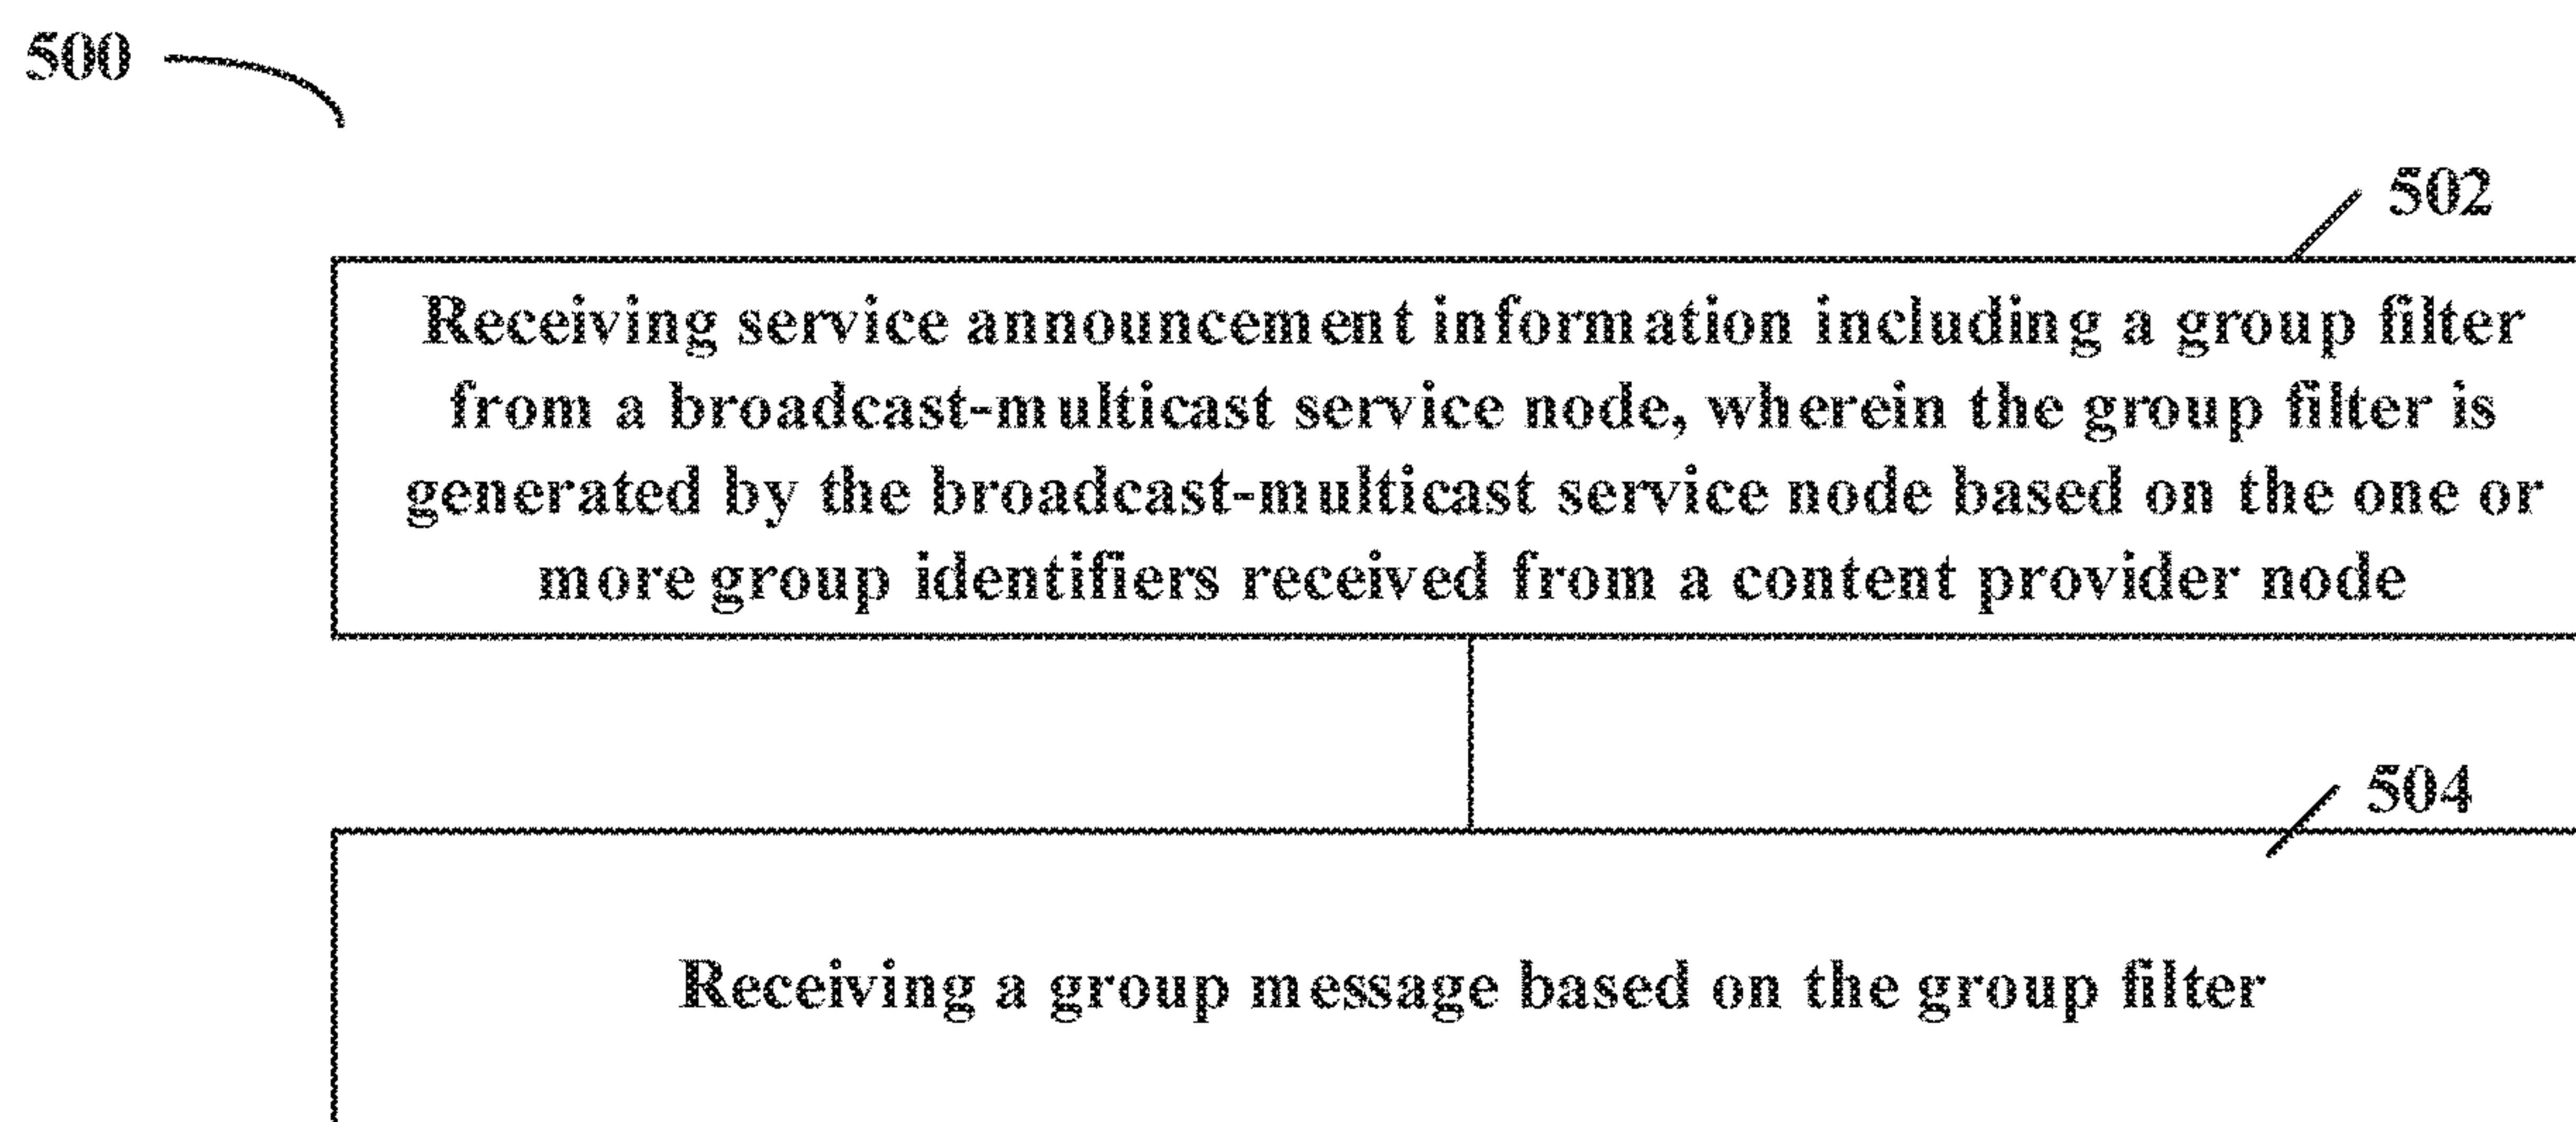 500
502
Receiving service announcement information including a group filter
from a broadcast-multicast service node, wherein the group filter is
generated by the broadcast-multicast service node based on the one or
more group identifiers received from a content provider node
504
Receiving a group message based on the group filter